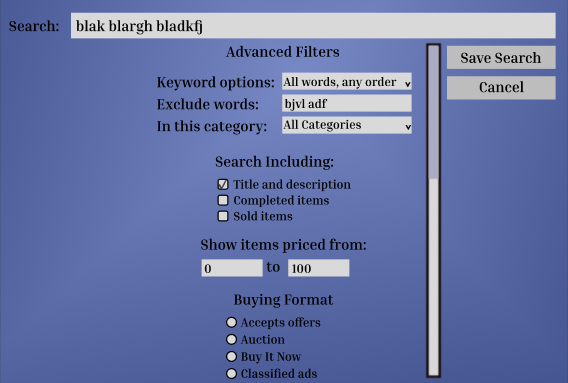 Search: blak blargh bladkfj
Advanced Filters
Save Search
Cancel
Keyword options: All words, any order
Exclude words: bjvl adf
In this category: All Categories
Search Including:
Title and description
Completed items
Sold items
Show items priced from:
0 to 100
Buying Format
Accepts offers
Auction
Buy It Now
Classified ads